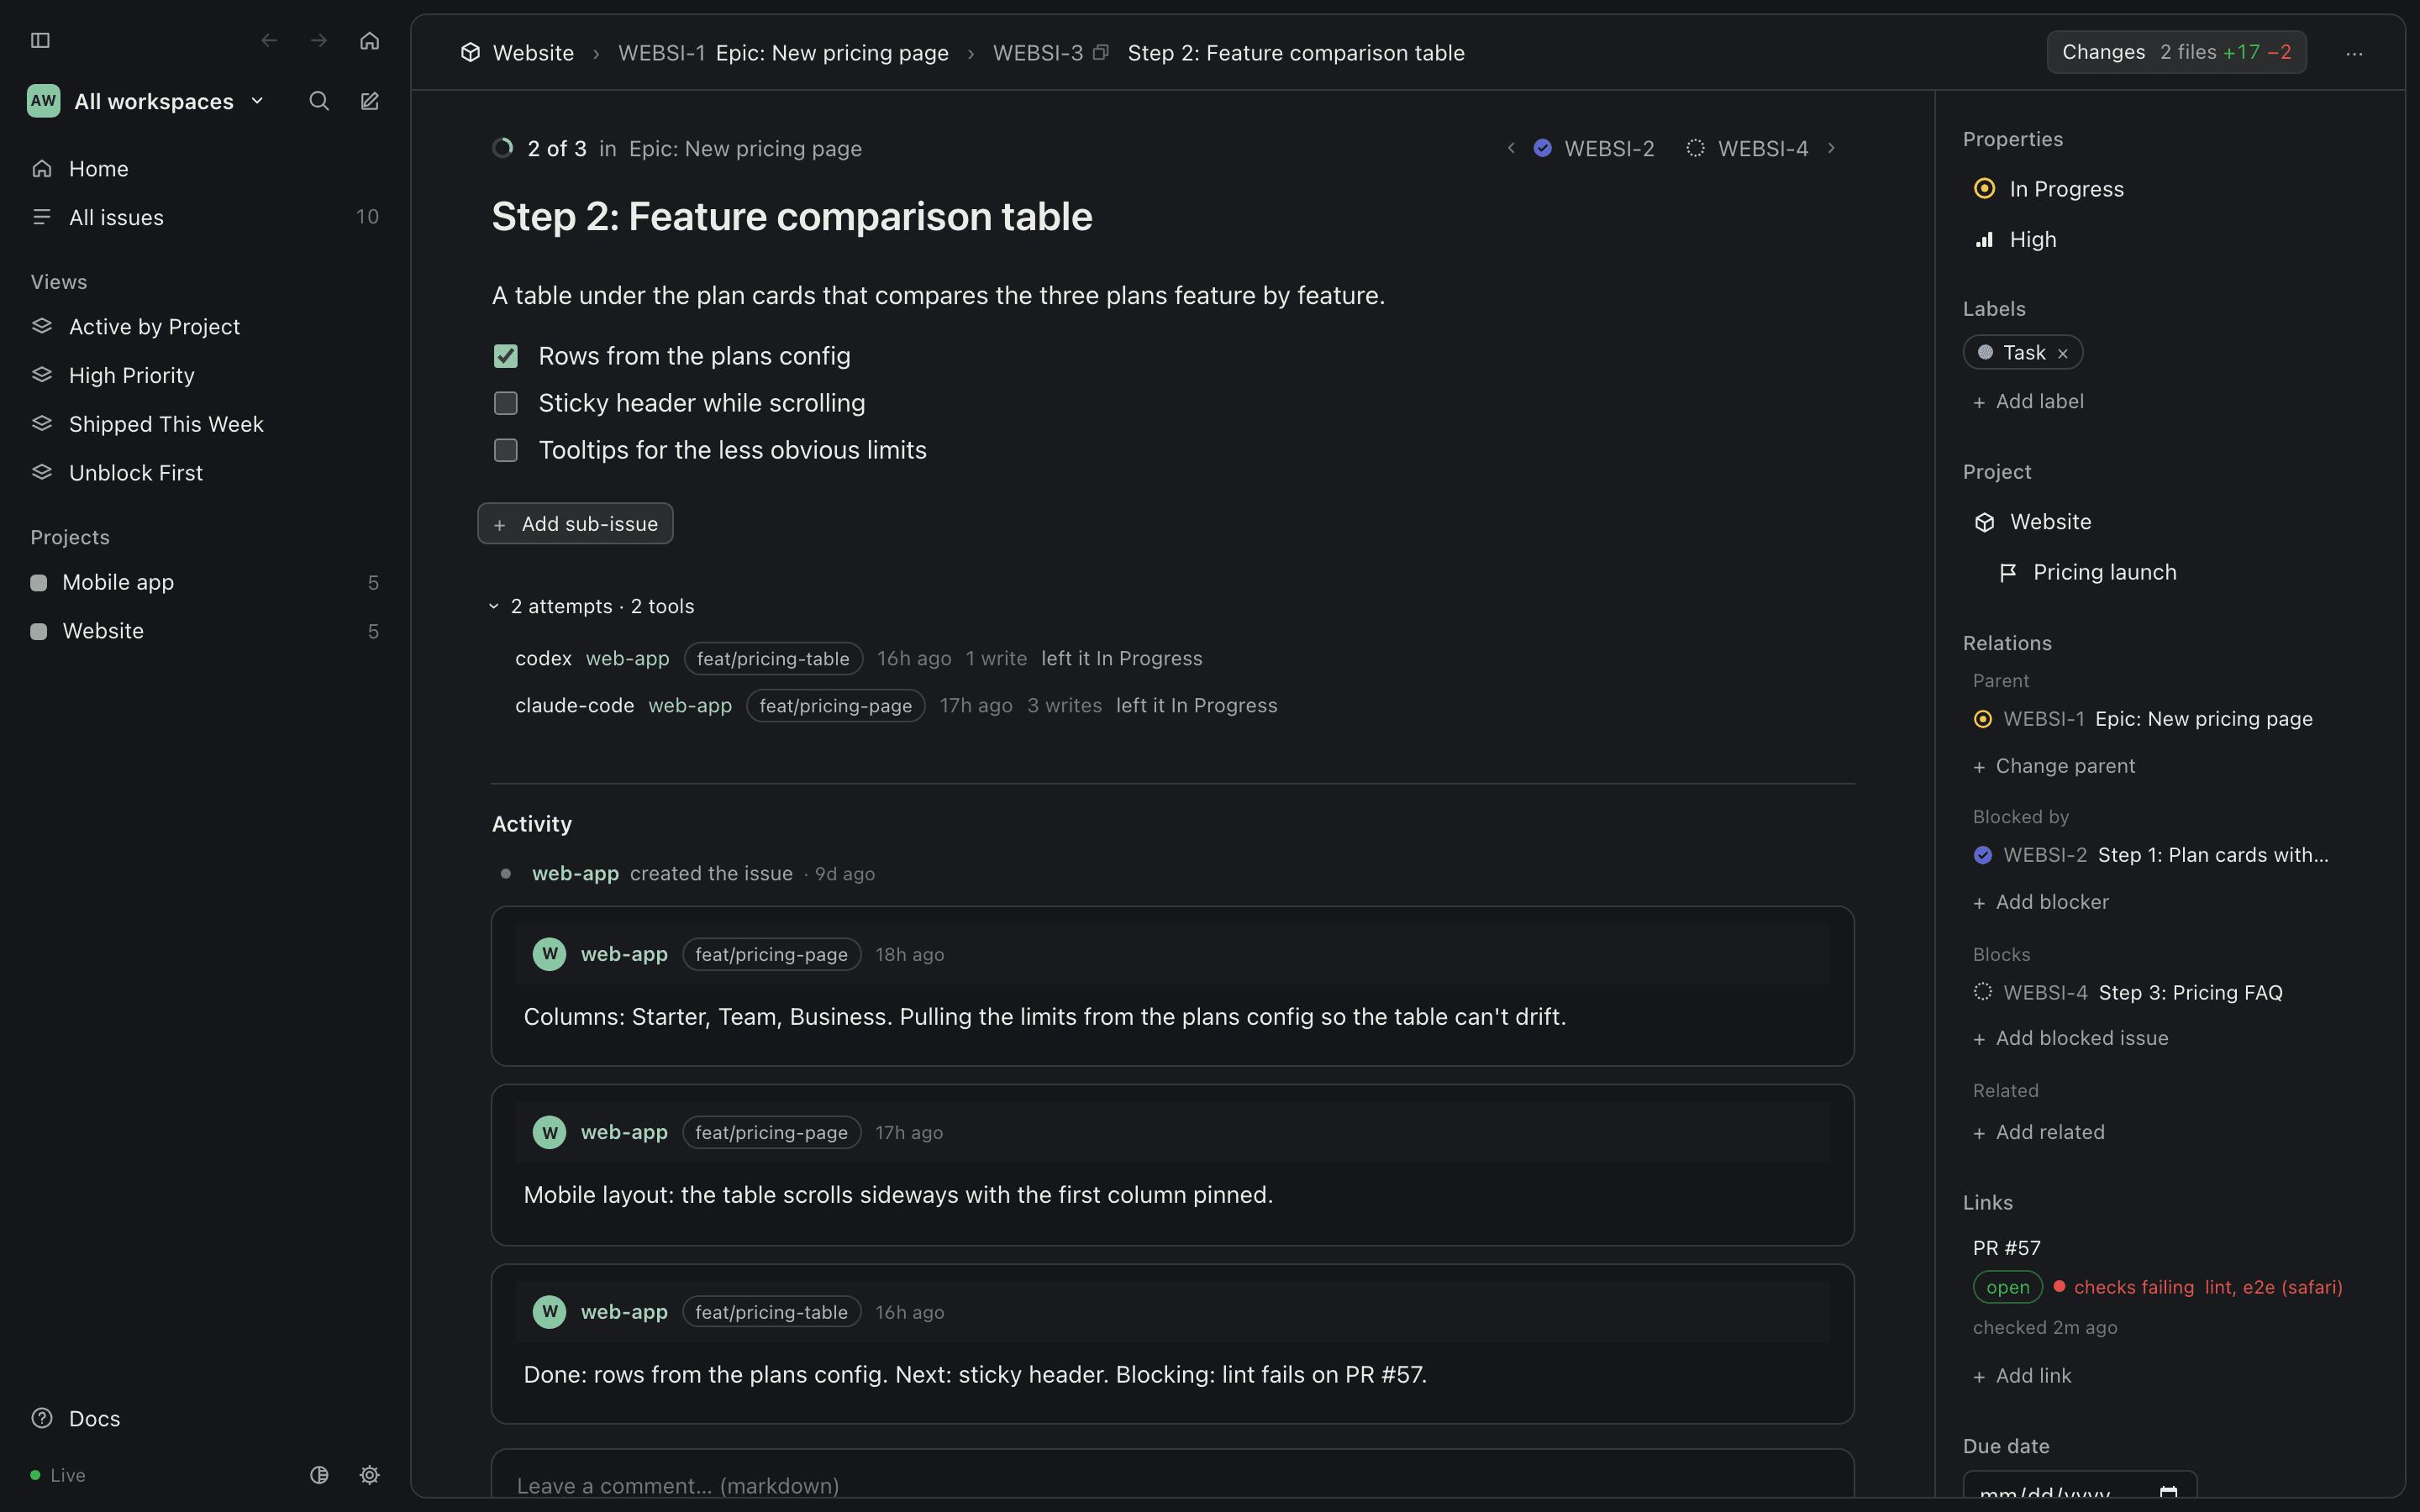 AW All workspaces
Home
All issues 10
Views
Active by Project
High Priority
Shipped This Week
Unblock First
Projects
Mobile app 5
Website 5
Docs
Live
Website › WEBSI-1 Epic: New pricing page › WEBSI-3 Step 2: Feature comparison table
Changes 2 files +17 −2
2 of 3 in Epic: New pricing page
WEBSI-2 WEBSI-4
Step 2: Feature comparison table
A table under the plan cards that compares the three plans feature by feature.
Rows from the plans config
Sticky header while scrolling
Tooltips for the less obvious limits
+ Add sub-issue
2 attempts · 2 tools
codex web-app feat/pricing-table 16h ago 1 write left it In Progress
claude-code web-app feat/pricing-page 17h ago 3 writes left it In Progress
Activity
web-app created the issue · 9d ago
W web-app feat/pricing-page 18h ago
Columns: Starter, Team, Business. Pulling the limits from the plans config so the table can't drift.
W web-app feat/pricing-page 17h ago
Mobile layout: the table scrolls sideways with the first column pinned.
W web-app feat/pricing-table 16h ago
Done: rows from the plans config. Next: sticky header. Blocking: lint fails on PR #57.
Leave a comment... (markdown)
Properties
In Progress
High
Labels
Task ×
+ Add label
Project
Website
Pricing launch
Relations
Parent
WEBSI-1 Epic: New pricing page
+ Change parent
Blocked by
WEBSI-2 Step 1: Plan cards with...
+ Add blocker
Blocks
WEBSI-4 Step 3: Pricing FAQ
+ Add blocked issue
Related
+ Add related
Links
PR #57
open checks failing lint, e2e (safari)
checked 2m ago
+ Add link
Due date
mm/dd/yyyy